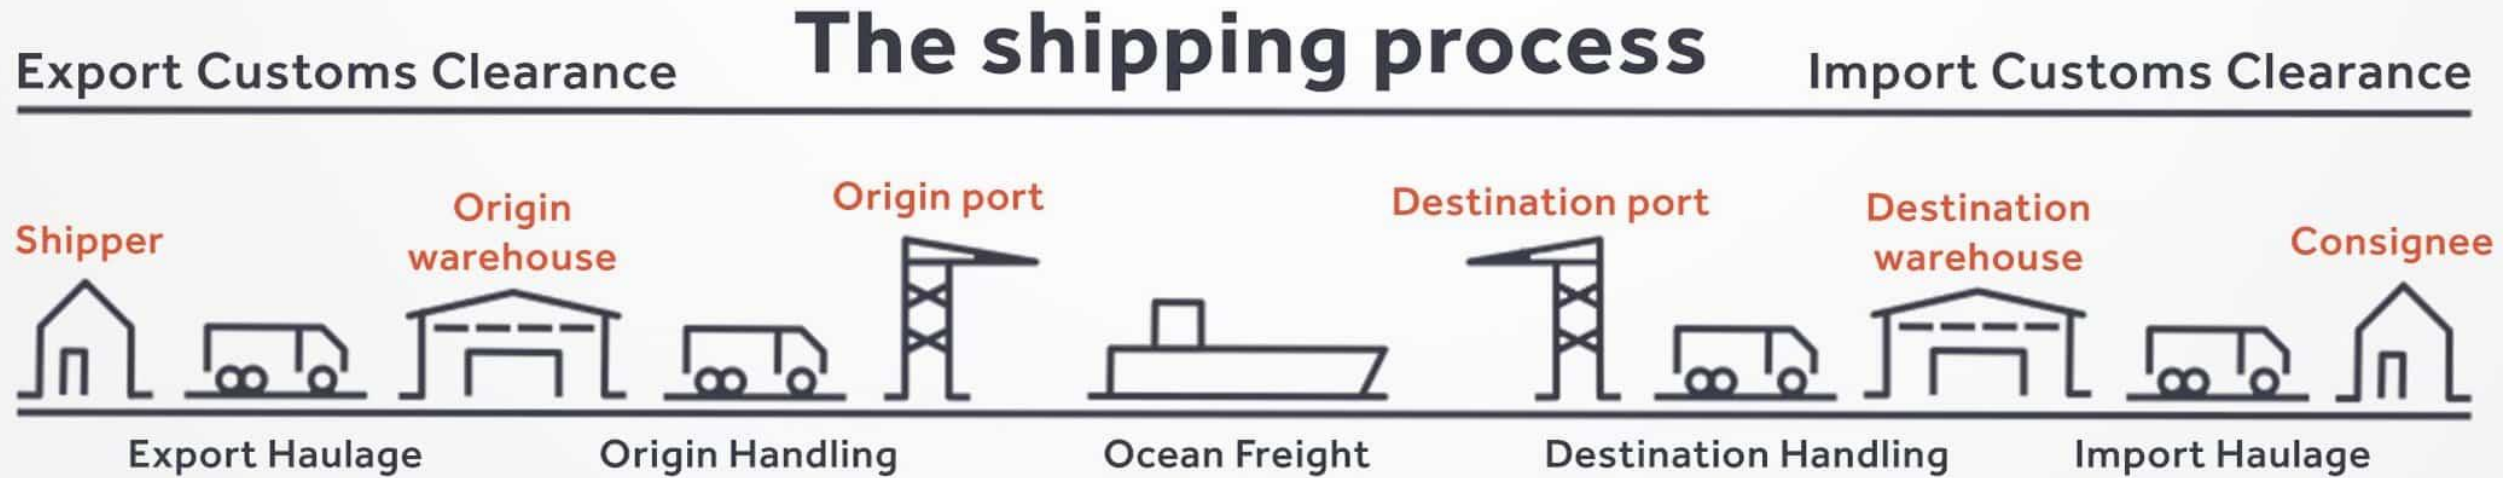 The shipping process
Export Customs Clearance
Import Customs Clearance
Shipper
Origin
warehouse
Origin port
Destination port
Destination
warehouse
Consignee
Export Haulage
Origin Handling
Ocean Freight
Destination Handling
Import Haulage